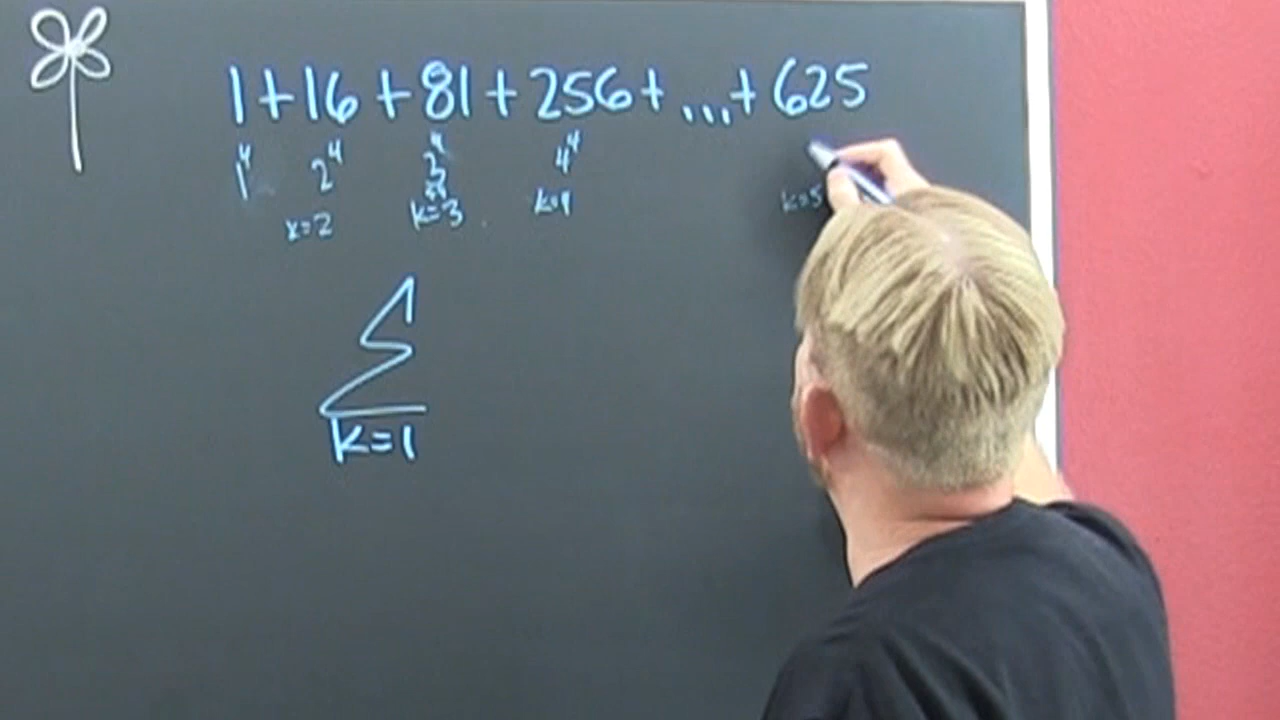 1 + 16 + 81 + 256 + ... + 625
1⁴ 2⁴ 3⁴ 4⁴
k=2 k=3 k=4 k=5
Σ
k=1